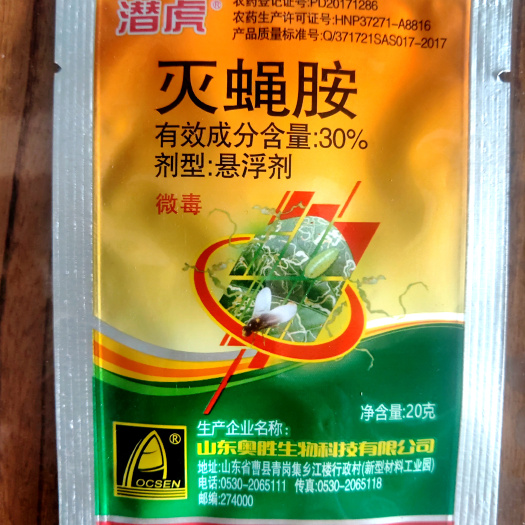 潜虎®
农药登记证号:PD20171286
农药生产许可证号:HNP37271-A8816
产品质量标准号:Q/371721SAS017-2017
灭蝇胺
有效成分含量:30%
剂型:悬浮剂
微毒
净含量:20克
生产企业名称:
山东奥胜生物科技有限公司
地址:山东省曹县青岗集乡江楼行政村(新型材料工业园)
电话:0530-2065111 传真:0530-2065118
邮编:274000
®
OCSEN